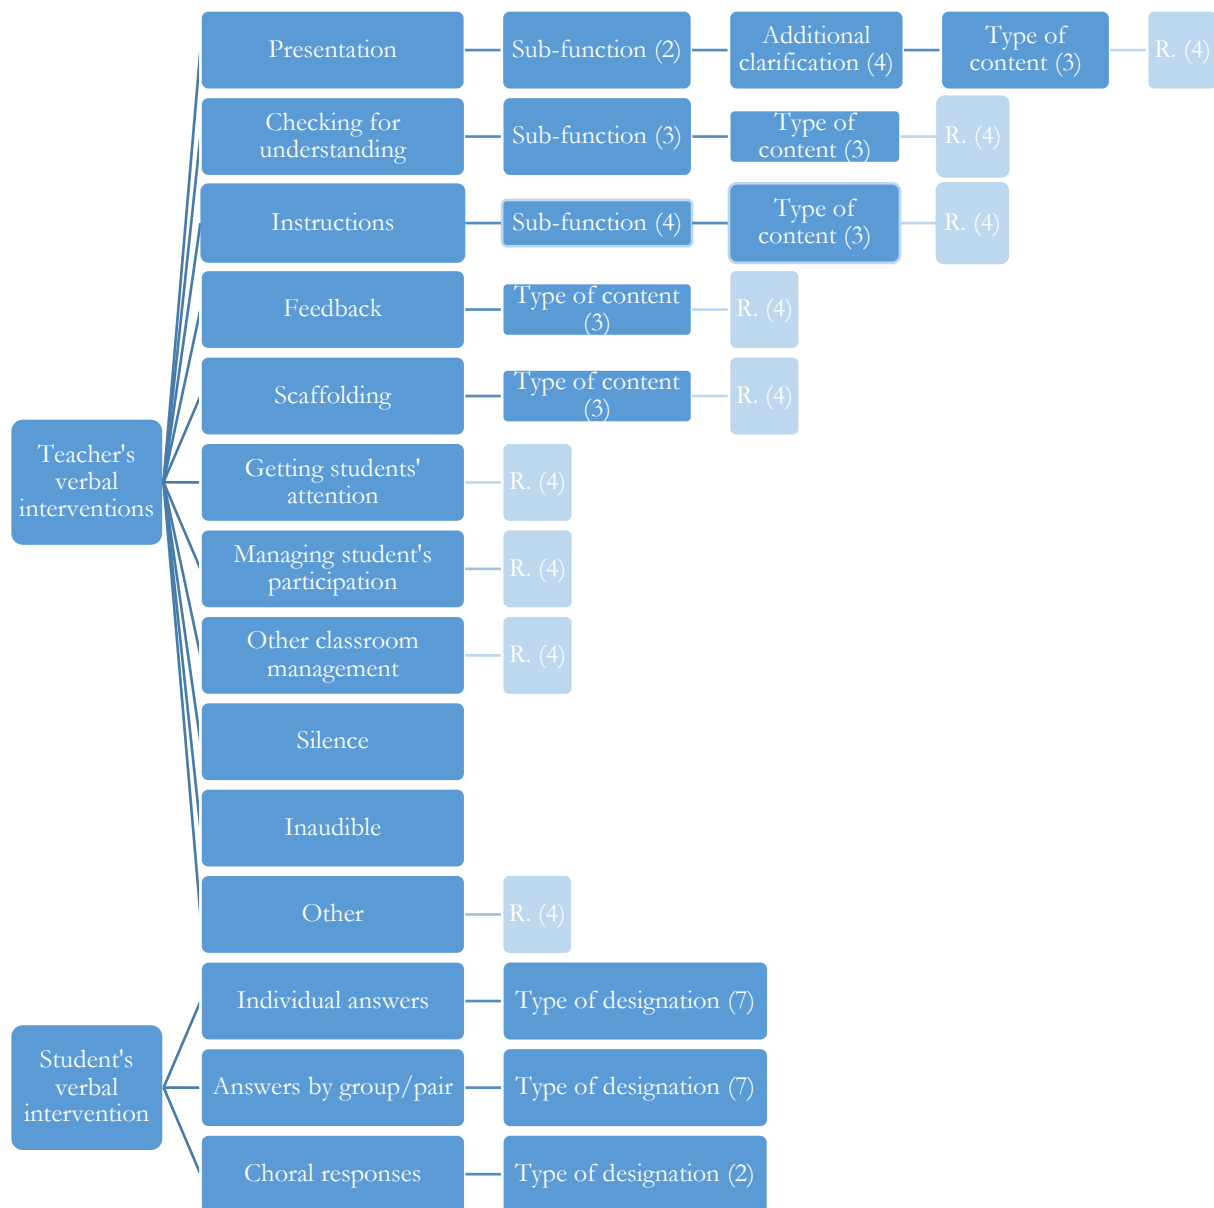 Presentation
Sub-function (2)
Additional
clarification (4)
Type of
content (3)
R. (4)
Checking for
understanding
Sub-function (3)
Type of
content (3)
R. (4)
Instructions
Sub-function (4)
Type of
content (3)
R. (4)
Feedback
Type of content
(3)
R. (4)
Scaffolding
Type of content
(3)
R. (4)
Teacher's
verbal
interventions
Getting students'
attention
R. (4)
Managing student's
participation
R. (4)
Other classroom
management
R. (4)
Silence
Inaudible
Other
R. (4)
Individual answers
Type of designation (7)
Student's
verbal
intervention
Answers by group/pair
Type of designation (7)
Choral responses
Type of designation (2)